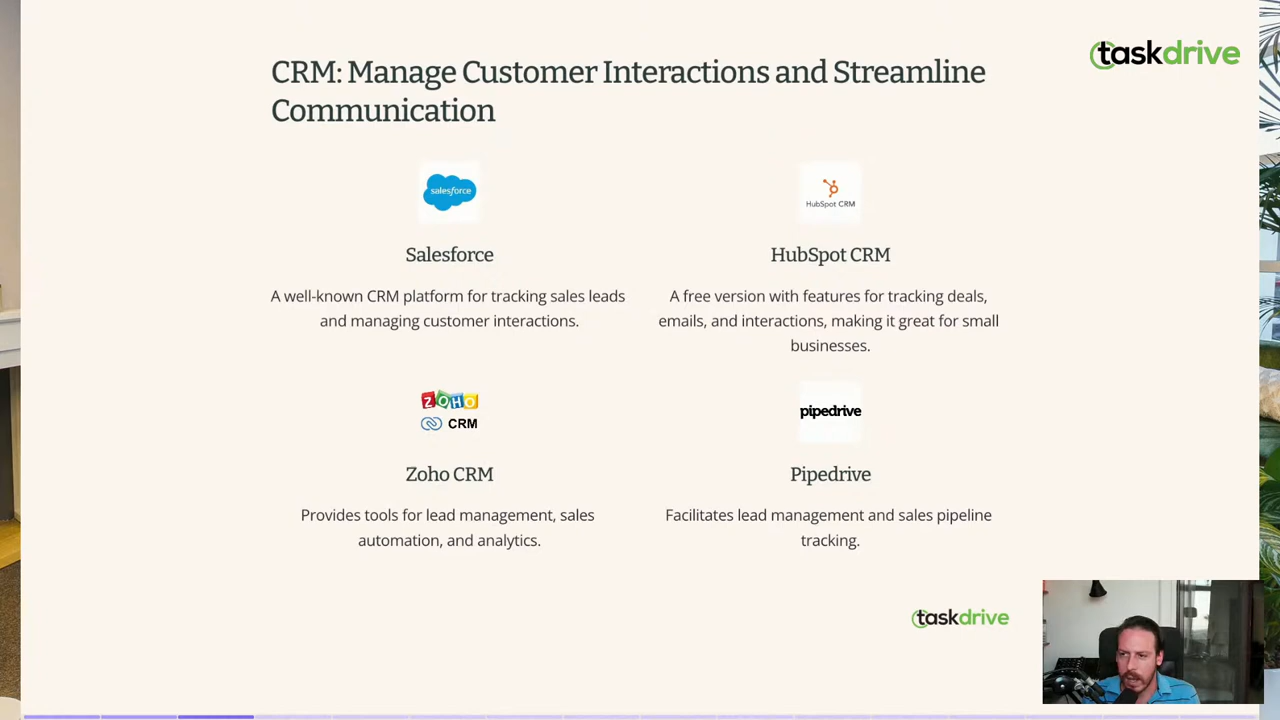 taskdrive
CRM: Manage Customer Interactions and Streamline
Communication
salesforce
Salesforce
A well-known CRM platform for tracking sales leads
and managing customer interactions.
HubSpot CRM
HubSpot CRM
A free version with features for tracking deals,
emails, and interactions, making it great for small
businesses.
ZOHO
CRM
Zoho CRM
Provides tools for lead management, sales
automation, and analytics.
pipedrive
Pipedrive
Facilitates lead management and sales pipeline
tracking.
taskdrive